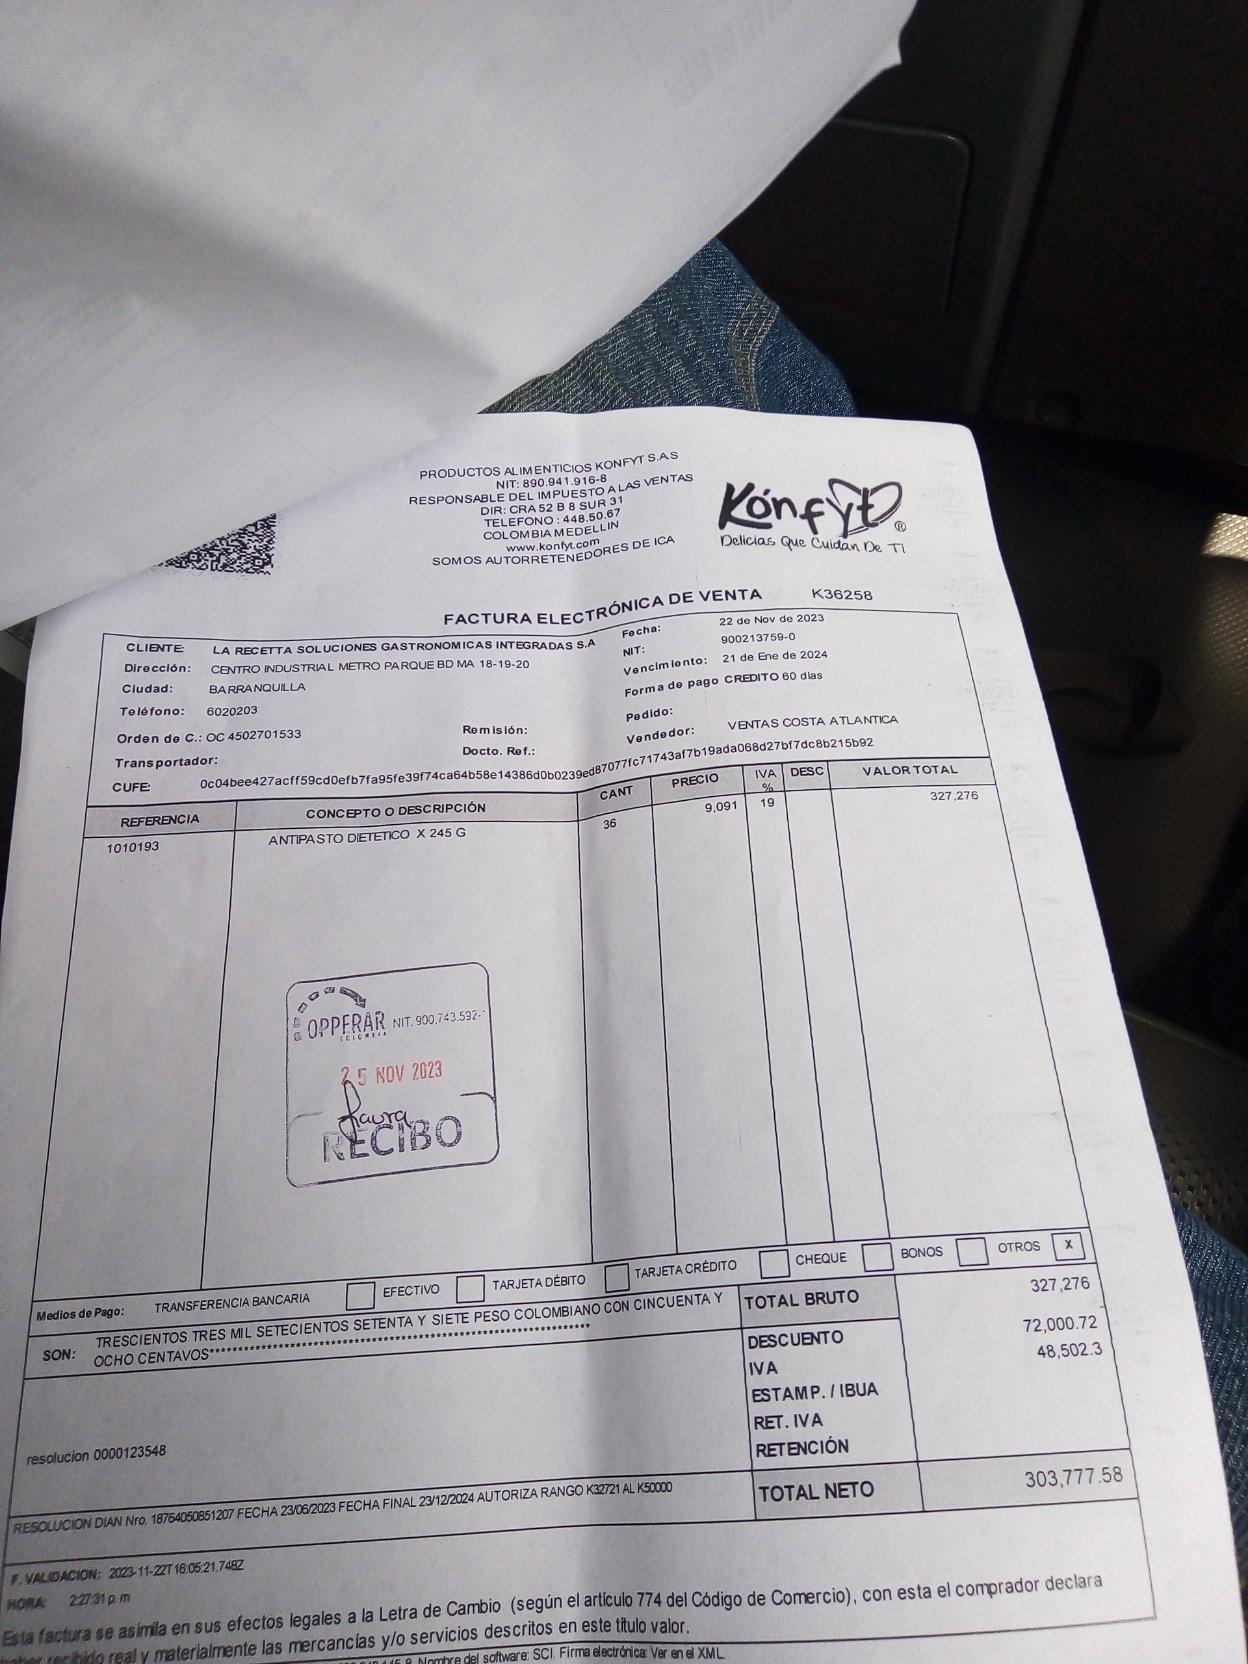 PRODUCTOS ALIMENTICIOS KONFYT S.A.S
NIT: 890.941.916-8
RESPONSABLE DEL IMPUESTO A LAS VENTAS
DIR: CRA 52 B 8 SUR 31
TELEFONO : 448.50.67
COLOMBIA MEDELLIN
www.konfyt.com
SOMOS AUTORRETENEDORES DE ICA
Kónfyt ®
Delicias Que Cuidan De Ti
FACTURA ELECTRÓNICA DE VENTA K36258
CLIENTE: LA RECETTA SOLUCIONES GASTRONOMICAS INTEGRADAS S.A
Dirección: CENTRO INDUSTRIAL METRO PARQUE BD MA 18-19-20
Ciudad: BARRANQUILLA
Teléfono: 6020203
Orden de C.: OC 4502701533 Remisión:
Transportador: Docto. Ref.:
Fecha: 22 de Nov de 2023
NIT: 900213759-0
Vencimiento: 21 de Ene de 2024
Forma de pago CREDITO 60 días
Pedido:
Vendedor: VENTAS COSTA ATLANTICA
CUFE: 0c04bee427acff59cd0efb7fa95fe39f74ca64b58e14386d0b0239ed87077fc71743af7b19ada068d27bf7dc8b215b92
REFERENCIA CONCEPTO O DESCRIPCIÓN CANT PRECIO IVA % DESC VALOR TOTAL
1010193 ANTIPASTO DIETETICO X 245 G 36 9,091 19 327,276
OPPERAR NIT. 900.743.592-
COLOMBIA
25 NOV 2023
Laura
RECIBO
Medios de Pago: TRANSFERENCIA BANCARIA EFECTIVO TARJETA DÉBITO TARJETA CRÉDITO CHEQUE BONOS OTROS X
SON: TRESCIENTOS TRES MIL SETECIENTOS SETENTA Y SIETE PESO COLOMBIANO CON CINCUENTA Y
OCHO CENTAVOS************************************************************
TOTAL BRUTO 327,276
DESCUENTO 72,000.72
IVA 48,502.3
ESTAMP. / IBUA
RET. IVA
RETENCIÓN
resolucion 0000123548
TOTAL NETO 303,777.58
RESOLUCION DIAN Nro. 18764050851207 FECHA 23/06/2023 FECHA FINAL 23/12/2024 AUTORIZA RANGO K32721 AL K50000
F. VALIDACION: 2023-11-22T16:05:21.748Z
HORA: 2:27:31 p. m
Esta factura se asimila en sus efectos legales a la Letra de Cambio (según el artículo 774 del Código de Comercio), con esta el comprador declara
haber recibido real y materialmente las mercancías y/o servicios descritos en este título valor.
Nombre del software: SCI. Firma electrónica: Ver en el XML